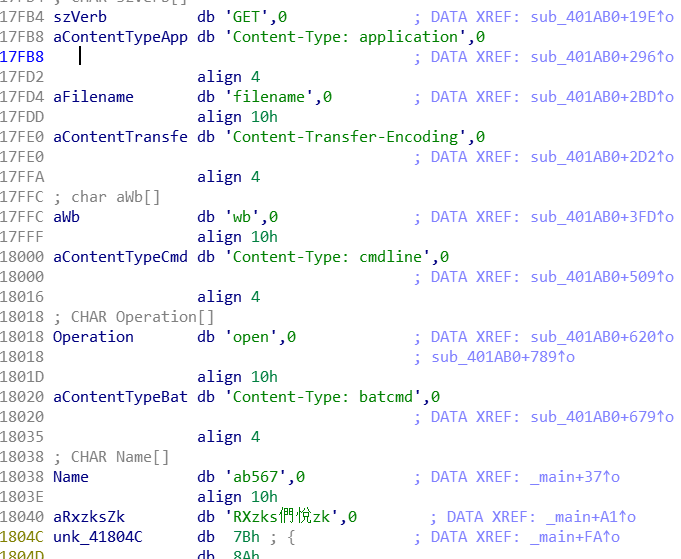 17FB4 szVerb db 'GET',0 ; DATA XREF: sub_401AB0+19E↑o
17FB8 aContentTypeApp db 'Content-Type: application',0
17FB8 ; DATA XREF: sub_401AB0+296↑o
17FD2 align 4
17FD4 aFilename db 'filename',0 ; DATA XREF: sub_401AB0+2BD↑o
17FDD align 10h
17FE0 aContentTransfe db 'Content-Transfer-Encoding',0
17FE0 ; DATA XREF: sub_401AB0+2D2↑o
17FFA align 4
17FFC ; char aWb[]
17FFC aWb db 'wb',0 ; DATA XREF: sub_401AB0+3FD↑o
17FFF align 10h
18000 aContentTypeCmd db 'Content-Type: cmdline',0
18000 ; DATA XREF: sub_401AB0+509↑o
18016 align 4
18018 ; CHAR Operation[]
18018 Operation db 'open',0 ; DATA XREF: sub_401AB0+620↑o
18018 ; sub_401AB0+789↑o
1801D align 10h
18020 aContentTypeBat db 'Content-Type: batcmd',0
18020 ; DATA XREF: sub_401AB0+679↑o
18035 align 4
18038 ; CHAR Name[]
18038 Name db 'ab567',0 ; DATA XREF: _main+37↑o
1803E align 10h
18040 aRxzksZk db 'RXzks們悅zk',0 ; DATA XREF: _main+A1↑o
1804C unk_41804C db 7Bh ; { ; DATA XREF: _main+FA↑o
1804D db 8Ah